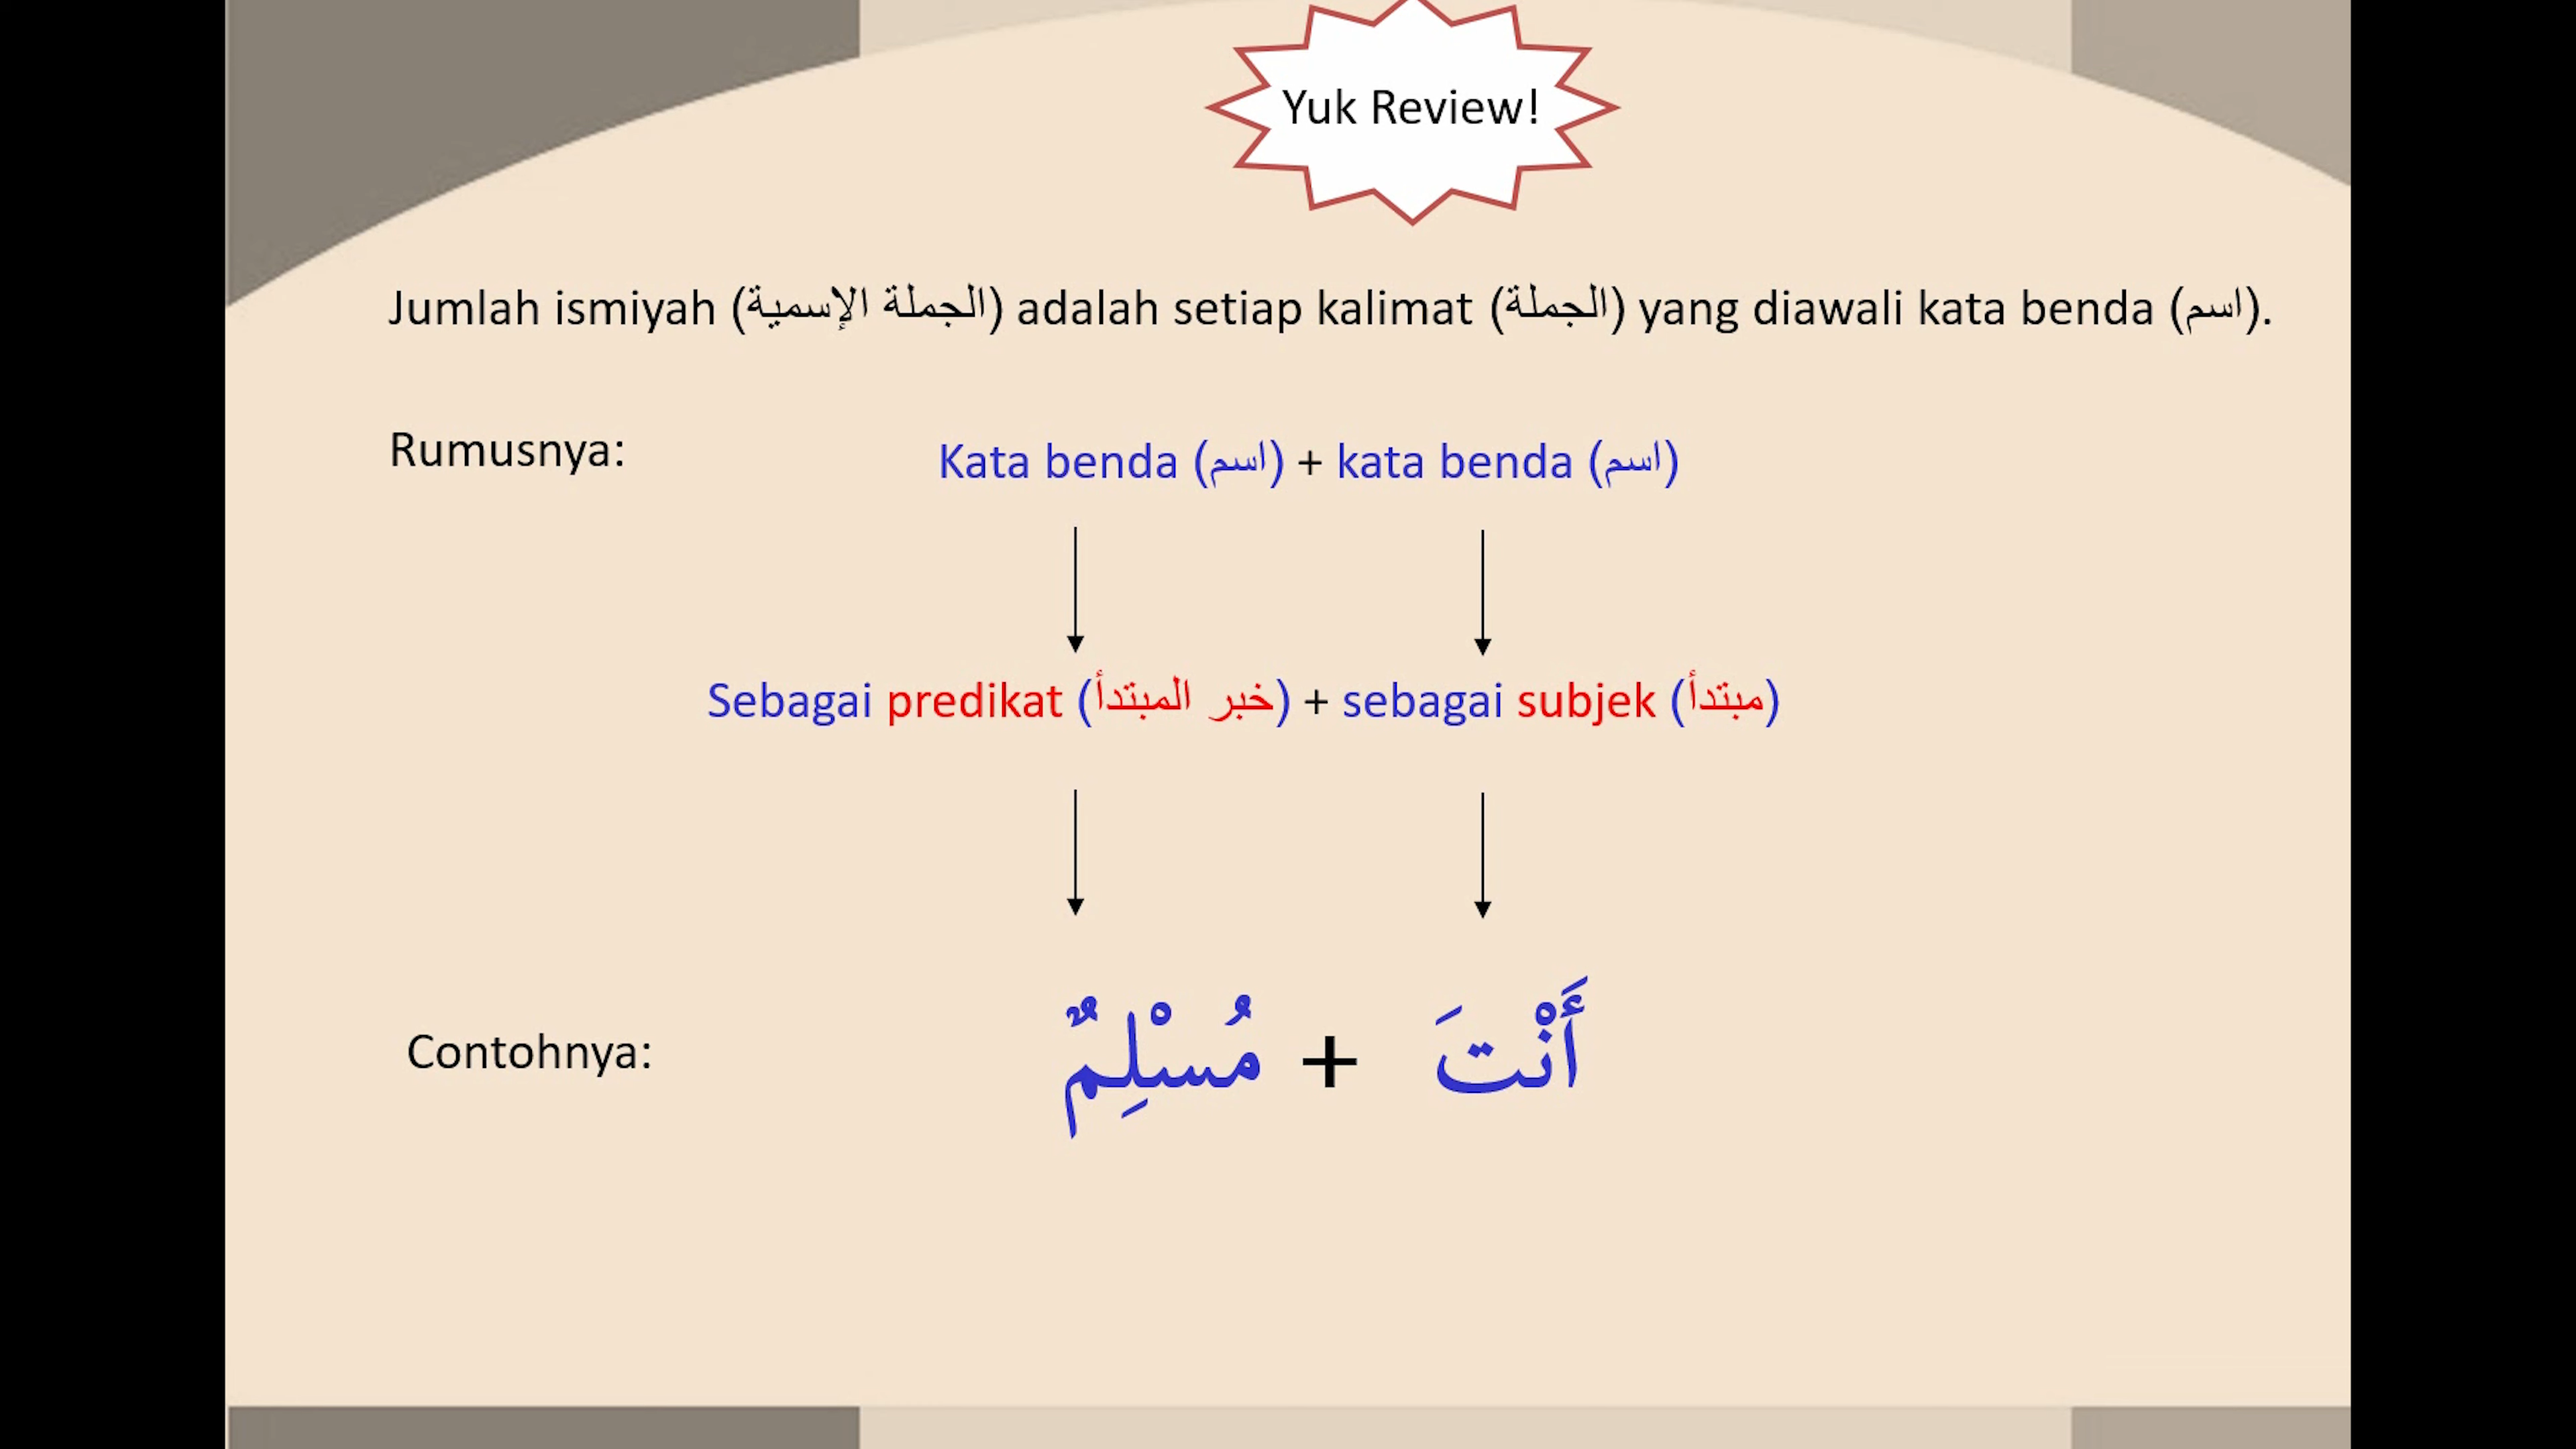 Yuk Review!
Jumlah ismiyah (الجملة الإسمية) adalah setiap kalimat (الجملة) yang diawali kata benda (اسم).
Rumusnya:
Kata benda (اسم) + kata benda (اسم)
Sebagai predikat (خبر المبتدأ) + sebagai subjek (مبتدأ)
Contohnya:
أَنْتَ + مُسْلِمٌ